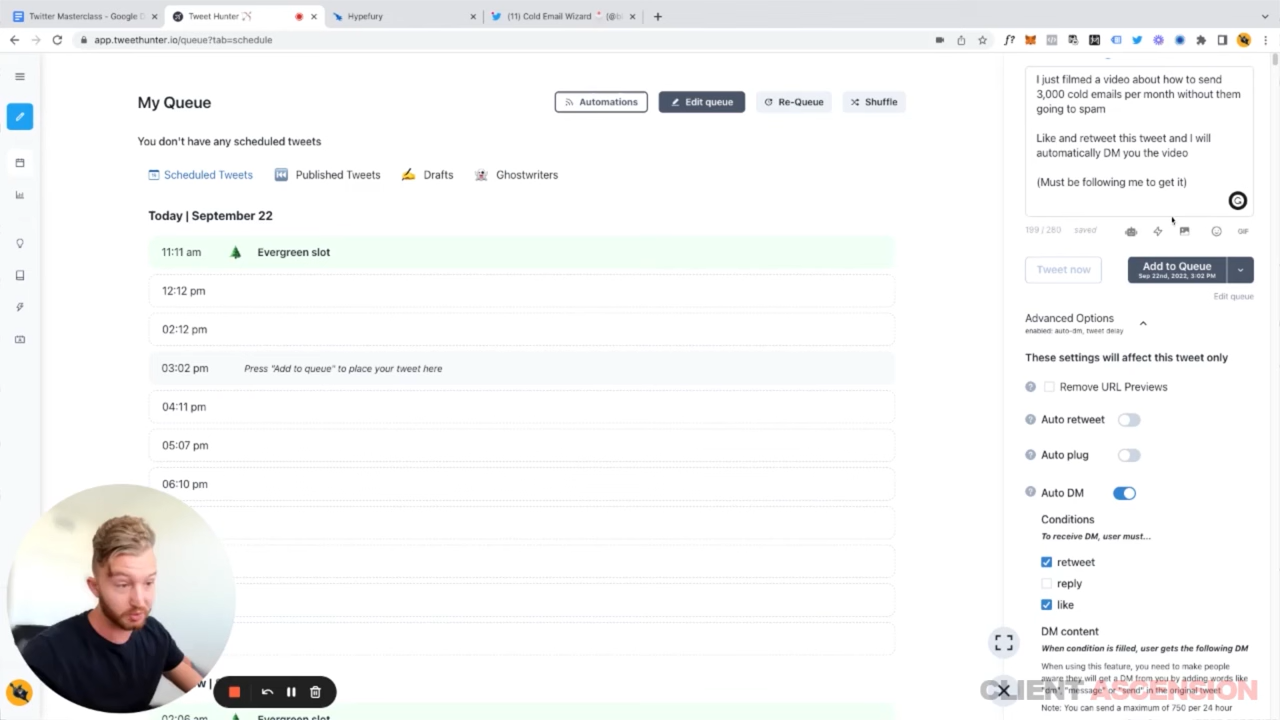 Twitter Masterclass - Google D
Tweet Hunter
Hypefury
(11) Cold Email Wizard
app.tweethunter.io/queue?tab=schedule
My Queue
Automations
Edit queue
Re-Queue
Shuffle
You don't have any scheduled tweets
Scheduled Tweets
Published Tweets
Drafts
Ghostwriters
Today | September 22
11:11 am Evergreen slot
12:12 pm
02:12 pm
03:02 pm Press "Add to queue" to place your tweet here
04:11 pm
05:07 pm
06:10 pm
02:06 am Evergreen slot
I just filmed a video about how to send
3,000 cold emails per month without them
going to spam
Like and retweet this tweet and I will
automatically DM you the video
(Must be following me to get it)
199 / 280 saved
GIF
Tweet now
Add to Queue
Sep 22nd, 2022, 3:02 PM
Edit queue
Advanced Options
enabled: auto-dm, tweet delay
These settings will affect this tweet only
Remove URL Previews
Auto retweet
Auto plug
Auto DM
Conditions
To receive DM, user must...
retweet
reply
like
DM content
When condition is filled, user gets the following DM
When using this feature, you need to make people
aware they will get a DM from you by adding words like
"dm", "message" or "send" in the original tweet
Note: You can send a maximum of 750 per 24 hour
CLIENT ASCENSION